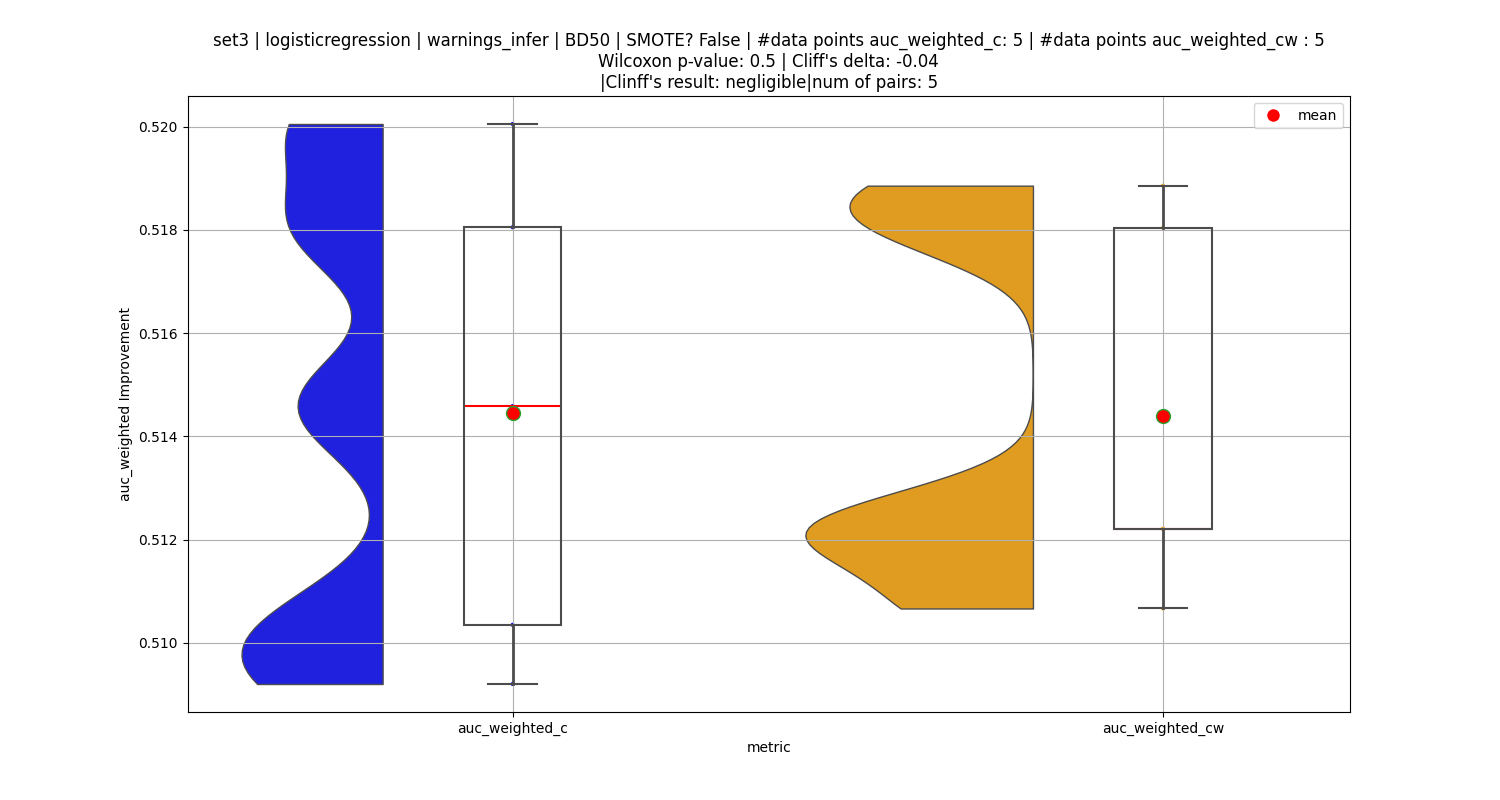 set3 | logisticregression | warnings_infer | BD50 | SMOTE? False | #data points auc_weighted_c: 5 | #data points auc_weighted_cw : 5
Wilcoxon p-value: 0.5 | Cliff's delta: -0.04
|Clinff's result: negligible|num of pairs: 5
mean
0.520
0.518
0.516
0.514
0.512
0.510
auc_weighted Improvement
auc_weighted_c
auc_weighted_cw
metric